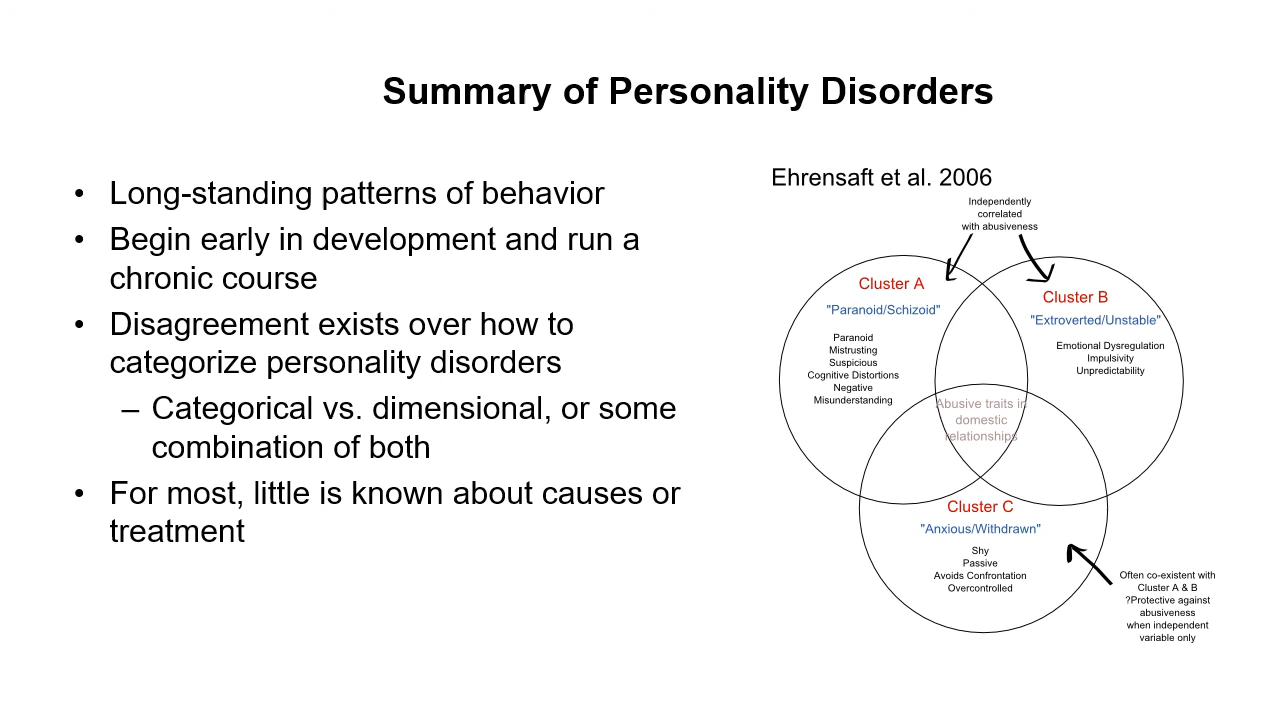 Summary of Personality Disorders
• Long-standing patterns of behavior
• Begin early in development and run a
chronic course
• Disagreement exists over how to
categorize personality disorders
– Categorical vs. dimensional, or some
combination of both
• For most, little is known about causes or
treatment
Ehrensaft et al. 2006
Independently
correlated
with abusiveness
Cluster A
"Paranoid/Schizoid"
Paranoid
Mistrusting
Suspicious
Cognitive Distortions
Negative
Misunderstanding
Cluster B
"Extroverted/Unstable"
Emotional Dysregulation
Impulsivity
Unpredictability
Abusive traits in
domestic
relationships
Cluster C
"Anxious/Withdrawn"
Shy
Passive
Avoids Confrontation
Overcontrolled
Often co-existent with
Cluster A & B
?Protective against
abusiveness
when independent
variable only